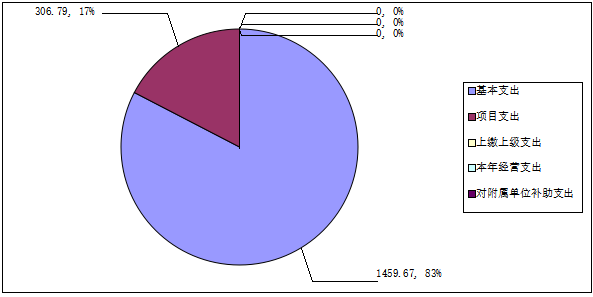 306.79, 17%
0, 0%
0, 0%
0, 0%
基本支出
项目支出
上缴上级支出
本年经营支出
对附属单位补助支出
1459.67, 83%